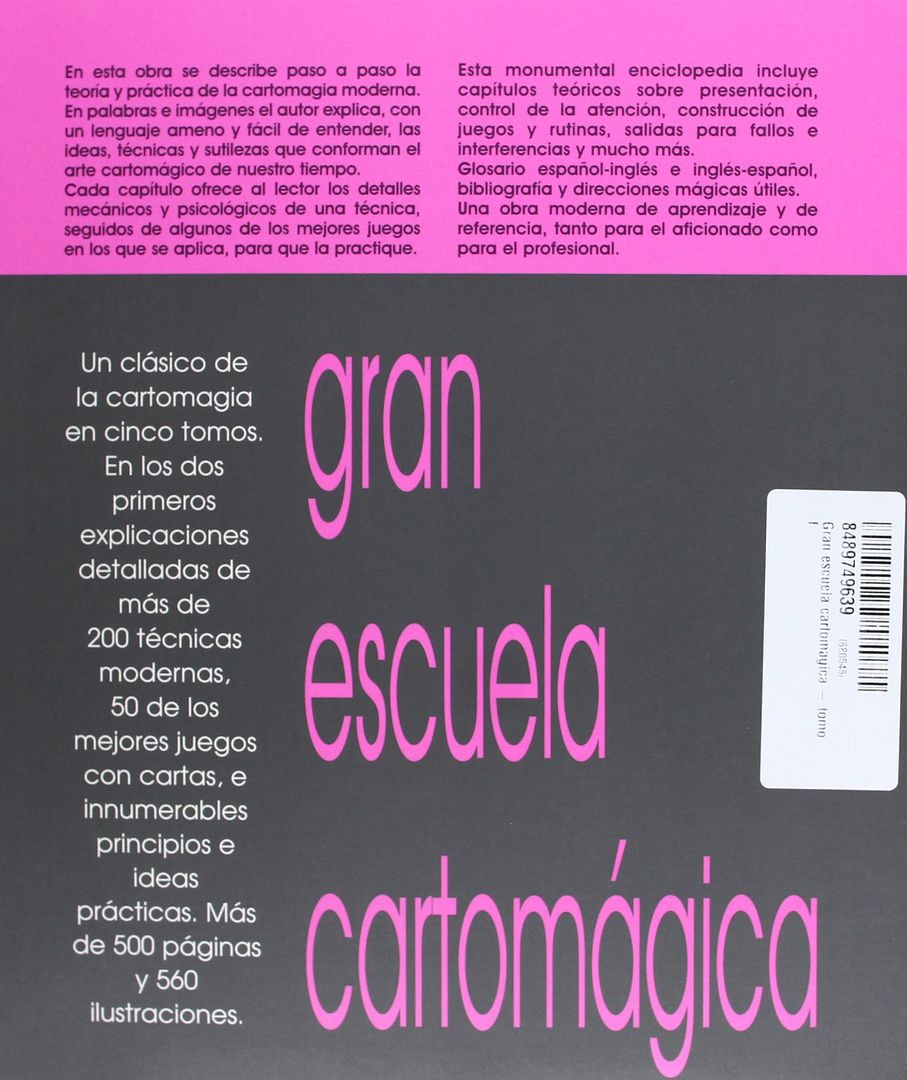 En esta obra se describe paso a paso la
teoría y práctica de la cartomagia moderna.
En palabras e imágenes el autor explica, con
un lenguaje ameno y fácil de entender, las
ideas, técnicas y sutilezas que conforman el
arte cartomágico de nuestro tiempo.
Cada capítulo ofrece al lector los detalles
mecánicos y psicológicos de una técnica,
seguidos de algunos de los mejores juegos
en los que se aplica, para que la practique.
Esta monumental enciclopedia incluye
capítulos teóricos sobre presentación,
control de la atención, construcción de
juegos y rutinas, salidas para fallos e
interferencias y mucho más.
Glosario español-inglés e inglés-español,
bibliografía y direcciones mágicas útiles.
Una obra moderna de aprendizaje y de
referencia, tanto para el aficionado como
para el profesional.
Un clásico de
la cartomagia
en cinco tomos.
En los dos
primeros
explicaciones
detalladas de
más de
200 técnicas
modernas,
50 de los
mejores juegos
con cartas, e
innumerables
principios e
ideas
prácticas. Más
de 500 páginas
y 560
ilustraciones.
gran
escuela
cartomágica
8489749639 (680545)
Gran escuela cartomagica - tomo
I